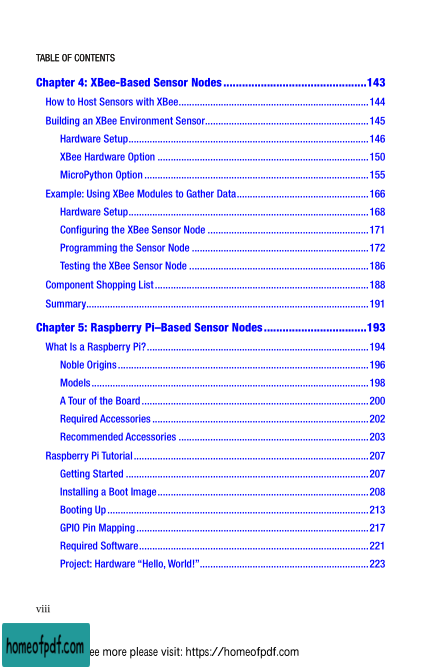 TABLE OF CONTENTS
Chapter 4: XBee-Based Sensor Nodes..............................................143
How to Host Sensors with XBee........................................................................144
Building an XBee Environment Sensor..............................................................145
Hardware Setup...........................................................................................146
XBee Hardware Option ................................................................................150
MicroPython Option.....................................................................................155
Example: Using XBee Modules to Gather Data..................................................166
Hardware Setup...........................................................................................168
Configuring the XBee Sensor Node .............................................................171
Programming the Sensor Node ...................................................................172
Testing the XBee Sensor Node ....................................................................186
Component Shopping List.................................................................................188
Summary...........................................................................................................191
Chapter 5: Raspberry Pi–Based Sensor Nodes.................................193
What Is a Raspberry Pi?....................................................................................194
Noble Origins...............................................................................................196
Models.........................................................................................................198
A Tour of the Board......................................................................................200
Required Accessories..................................................................................202
Recommended Accessories ........................................................................203
Raspberry Pi Tutorial.........................................................................................207
Getting Started ............................................................................................207
Installing a Boot Image................................................................................208
Booting Up...................................................................................................213
GPIO Pin Mapping........................................................................................217
Required Software.......................................................................................221
Project: Hardware “Hello, World!”................................................................223
viii
homeofpdf.com
ee more please visit: https://homeofpdf.com